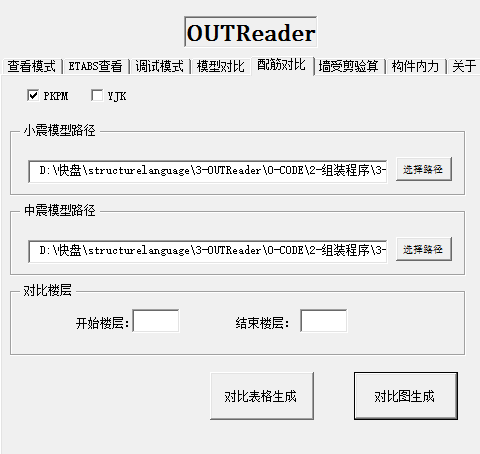 OUTReader
查看模式 ETABS查看 调试模式 模型对比 配筋对比 墙受剪验算 构件内力 关于
PKPM YJK
小震模型路径
D:\快盘\structurelanguage\3-OUTReader\0-CODE\2-组装程序\3- 选择路径
中震模型路径
D:\快盘\structurelanguage\3-OUTReader\0-CODE\2-组装程序\3- 选择路径
对比楼层
开始楼层: 结束楼层:
对比表格生成 对比图生成